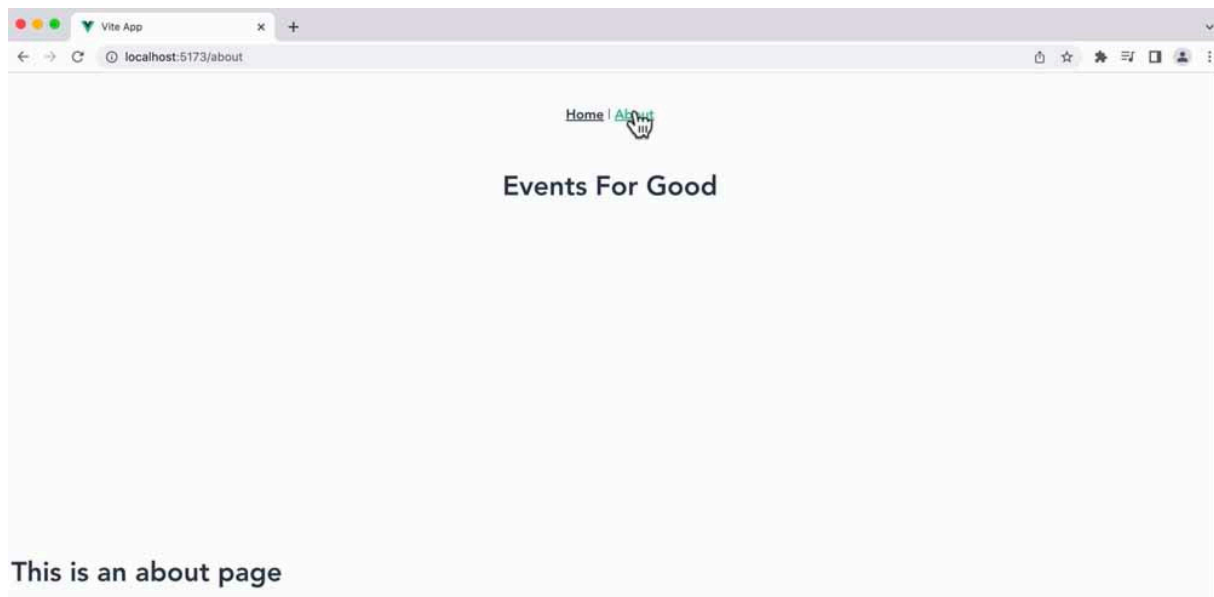 Vite App
localhost:5173/about
Home | About
Events For Good
This is an about page